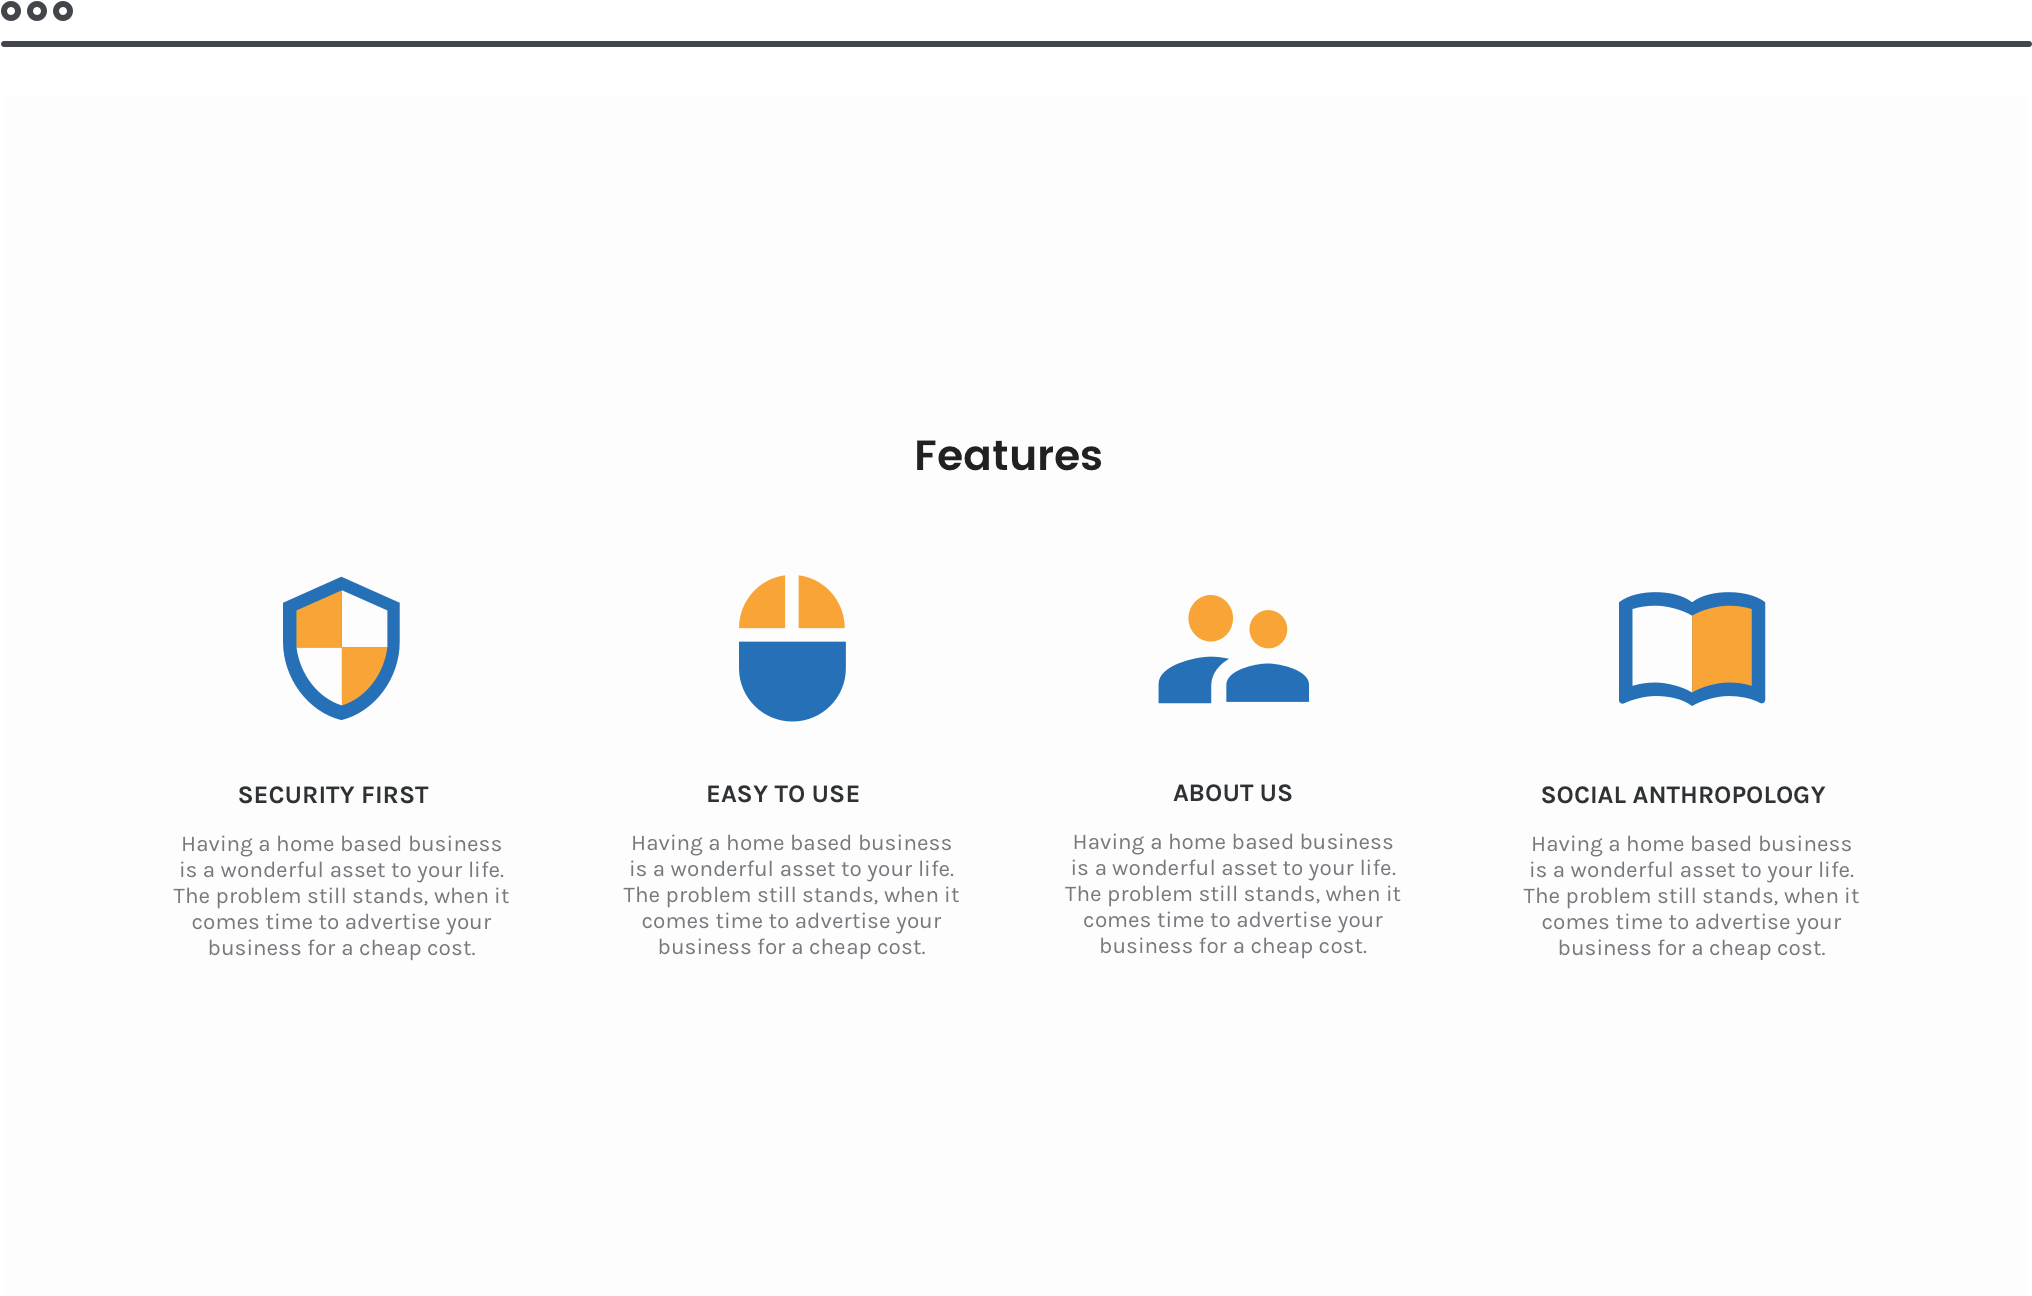 Features
SECURITY FIRST
Having a home based business
is a wonderful asset to your life.
The problem still stands, when it
comes time to advertise your
business for a cheap cost.
EASY TO USE
Having a home based business
is a wonderful asset to your life.
The problem still stands, when it
comes time to advertise your
business for a cheap cost.
ABOUT US
Having a home based business
is a wonderful asset to your life.
The problem still stands, when it
comes time to advertise your
business for a cheap cost.
SOCIAL ANTHROPOLOGY
Having a home based business
is a wonderful asset to your life.
The problem still stands, when it
comes time to advertise your
business for a cheap cost.